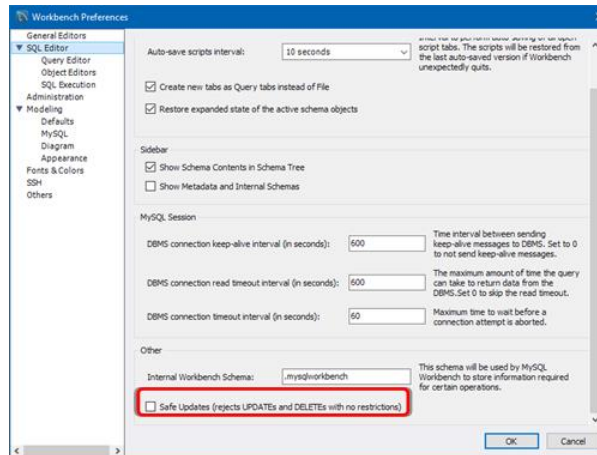 Workbench Preferences
General Editors
SQL Editor
Query Editor
Object Editors
SQL Execution
Administration
Modeling
Defaults
MySQL
Diagram
Appearance
Fonts & Colors
SSH
Others
Auto-save scripts interval:
10 seconds
script tabs. The scripts will be restored from
the last auto-saved version if Workbench
unexpectedly quits.
Create new tabs as Query tabs instead of File
Restore expanded state of the active schema objects
Sidebar
Show Schema Contents in Schema Tree
Show Metadata and Internal Schemas
MySQL Session
DBMS connection keep-alive interval (in seconds):
600
Time interval between sending
keep-alive messages to DBMS. Set to 0
to not send keep-alive messages.
DBMS connection read timeout interval (in seconds):
600
The maximum amount of time the query
can take to return data from the
DBMS.Set 0 to skip the read timeout.
DBMS connection timeout interval (in seconds):
60
Maximum time to wait before a
connection attempt is aborted.
Other
Internal Workbench Schema:
.mysqlworkbench
This schema will be used by MySQL
Workbench to store information required
for certain operations.
Safe Updates (rejects UPDATEs and DELETEs with no restrictions)
OK
Cancel